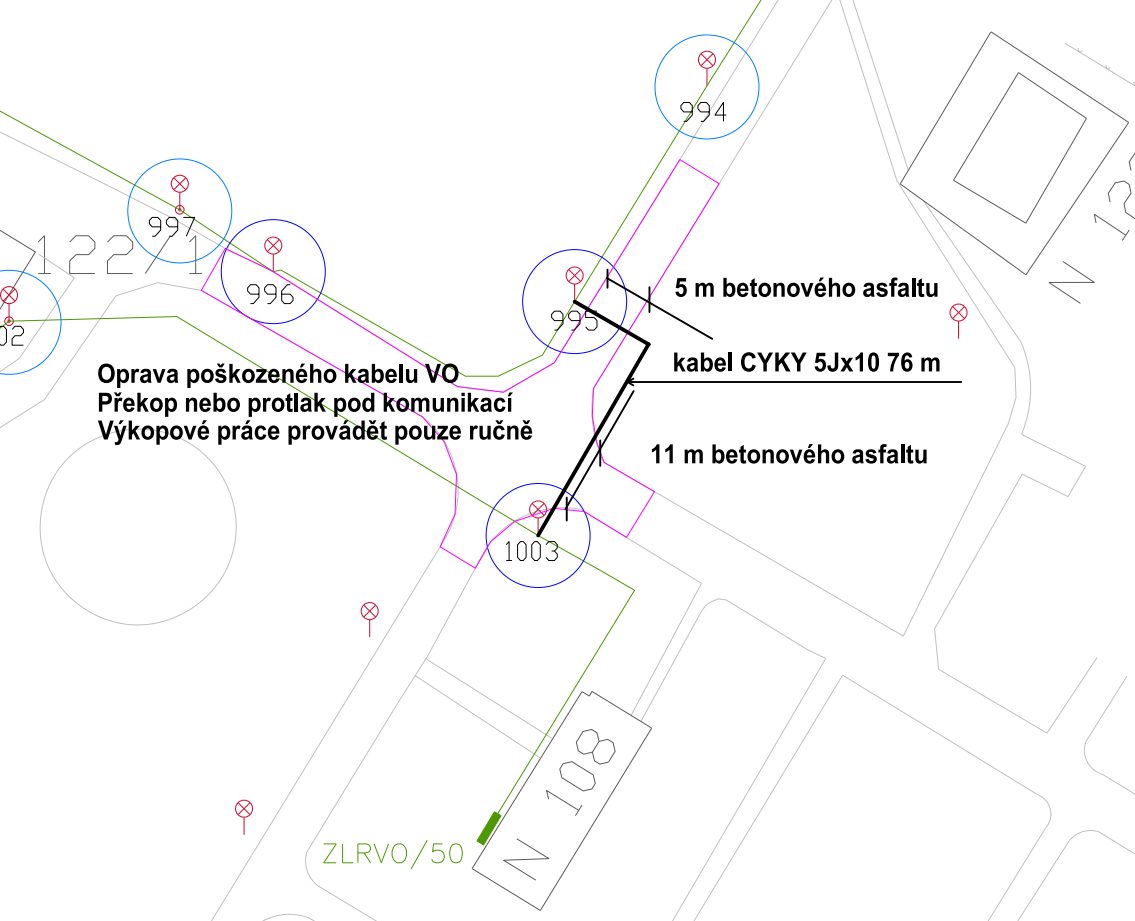 994
997
122/1
996
995
02
5 m betonového asfaltu
kabel CYKY 5Jx10 76 m
Oprava poškozeného kabelu VO
Překop nebo protlak pod komunikací
Výkopové práce provádět pouze ručně
11 m betonového asfaltu
1003
N 108
ZLRVO/50